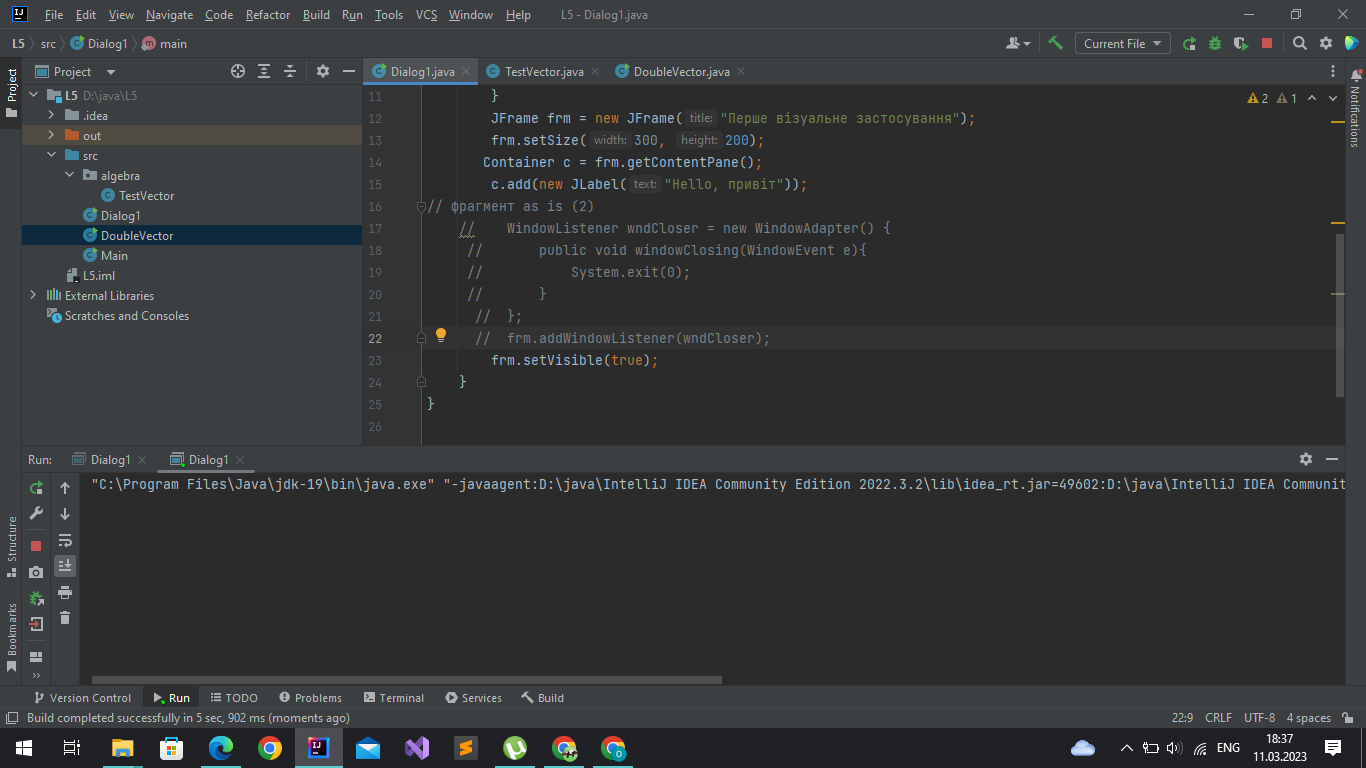 File Edit View Navigate Code Refactor Build Run Tools VCS Window Help L5 - Dialog1.java
L5 src Dialog1 main
Current File
Project
Dialog1.java TestVector.java DoubleVector.java
L5 D:\java\L5
.idea
out
src
algebra
TestVector
Dialog1
DoubleVector
Main
L5.iml
External Libraries
Scratches and Consoles
2 1
11 }
12 JFrame frm = new JFrame( title: "Перше візуальне застосування");
13 frm.setSize( width: 300, height: 200);
14 Container c = frm.getContentPane();
15 c.add(new JLabel( text: "Hello, привіт"));
16 // фрагмент as is (2)
17 // WindowListener wndCloser = new WindowAdapter() {
18 // public void windowClosing(WindowEvent e){
19 // System.exit(0);
20 // }
21 // };
22 // frm.addWindowListener(wndCloser);
23 frm.setVisible(true);
24 }
25 }
26
Project
Structure
Bookmarks
Notifications
Run: Dialog1 Dialog1
"C:\Program Files\Java\jdk-19\bin\java.exe" "-javaagent:D:\java\IntelliJ IDEA Community Edition 2022.3.2\lib\idea_rt.jar=49602:D:\java\IntelliJ IDEA Communit
Version Control Run TODO Problems Terminal Services Build
Build completed successfully in 5 sec, 902 ms (moments ago) 22:9 CRLF UTF-8 4 spaces
ENG
18:37
11.03.2023